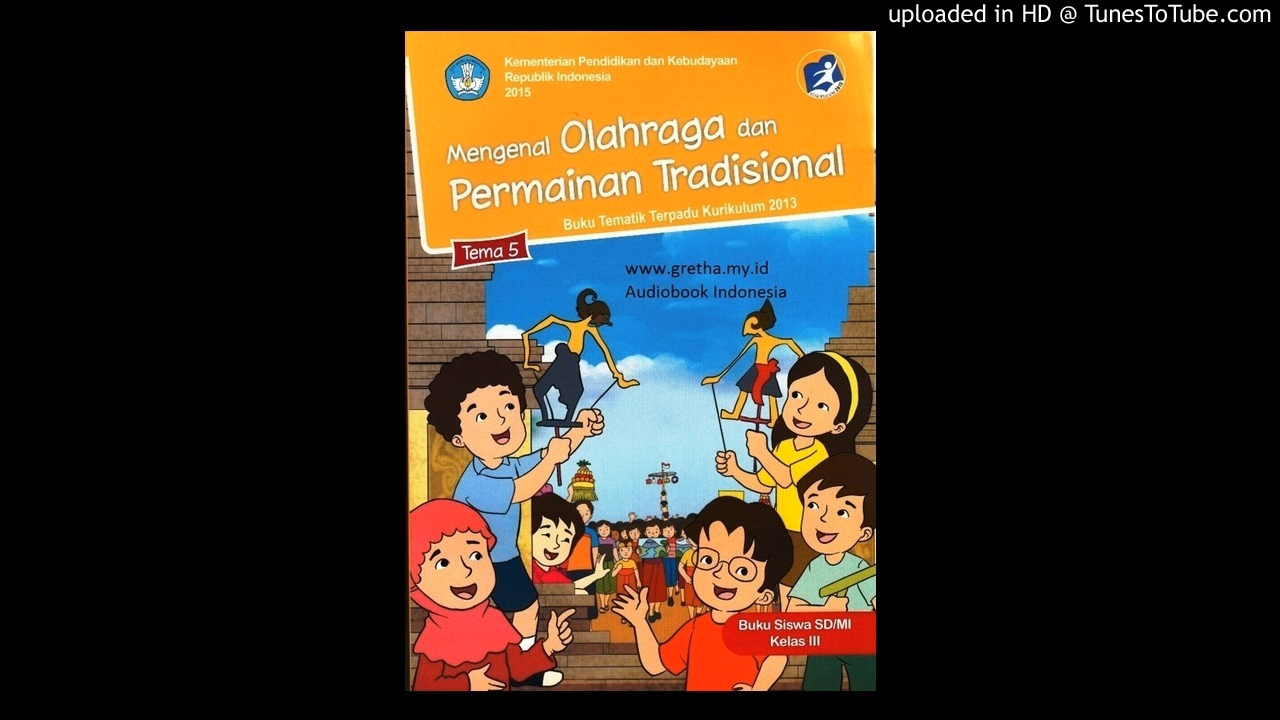 uploaded in HD @ TunesToTube.com
Kementerian Pendidikan dan Kebudayaan
Republik Indonesia
2015
Mengenal Olahraga dan
Permainan Tradisional
Buku Tematik Terpadu Kurikulum 2013
Tema 5
www.gretha.my.id
Audiobook Indonesia
Buku Siswa SD/MI
Kelas III